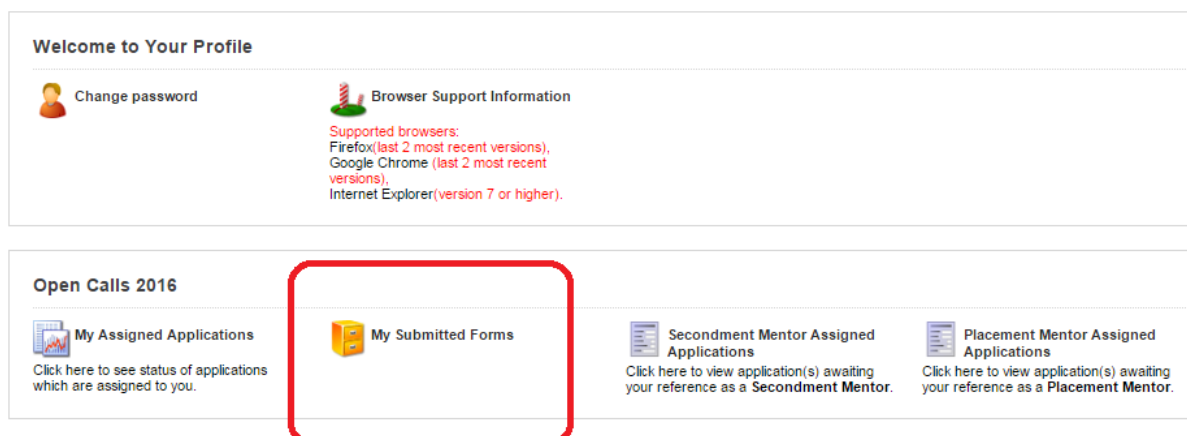 Welcome to Your Profile
Change password
Browser Support Information
Supported browsers:
Firefox(last 2 most recent versions),
Google Chrome (last 2 most recent
versions),
Internet Explorer(version 7 or higher).
Open Calls 2016
My Assigned Applications
Click here to see status of applications
which are assigned to you.
My Submitted Forms
Secondment Mentor Assigned
Applications
Click here to view application(s) awaiting
your reference as a Secondment Mentor.
Placement Mentor Assigned
Applications
Click here to view application(s) awaiting
your reference as a Placement Mentor.